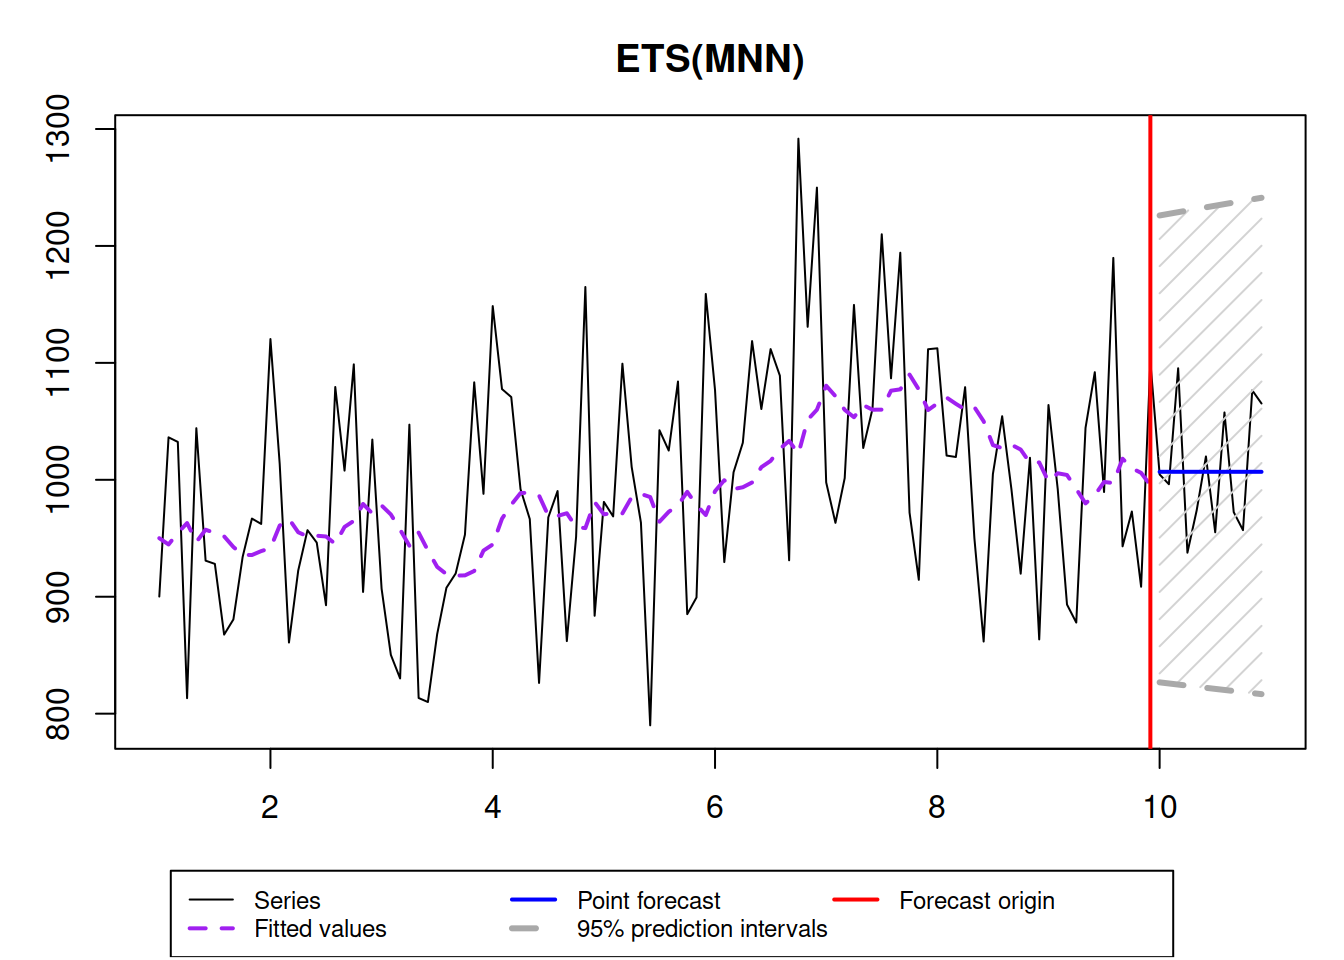 ETS(MNN)
1300
1200
1100
1000
900
800
2 4 6 8 10
Series Point forecast Forecast origin
Fitted values 95% prediction intervals